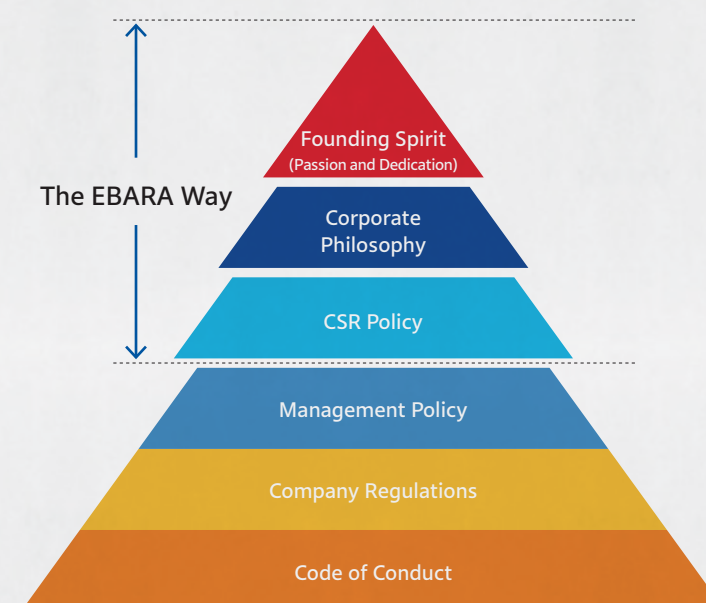 Founding Spirit
(Passion and Dedication)
The EBARA Way
Corporate
Philosophy
CSR Policy
Management Policy
Company Regulations
Code of Conduct